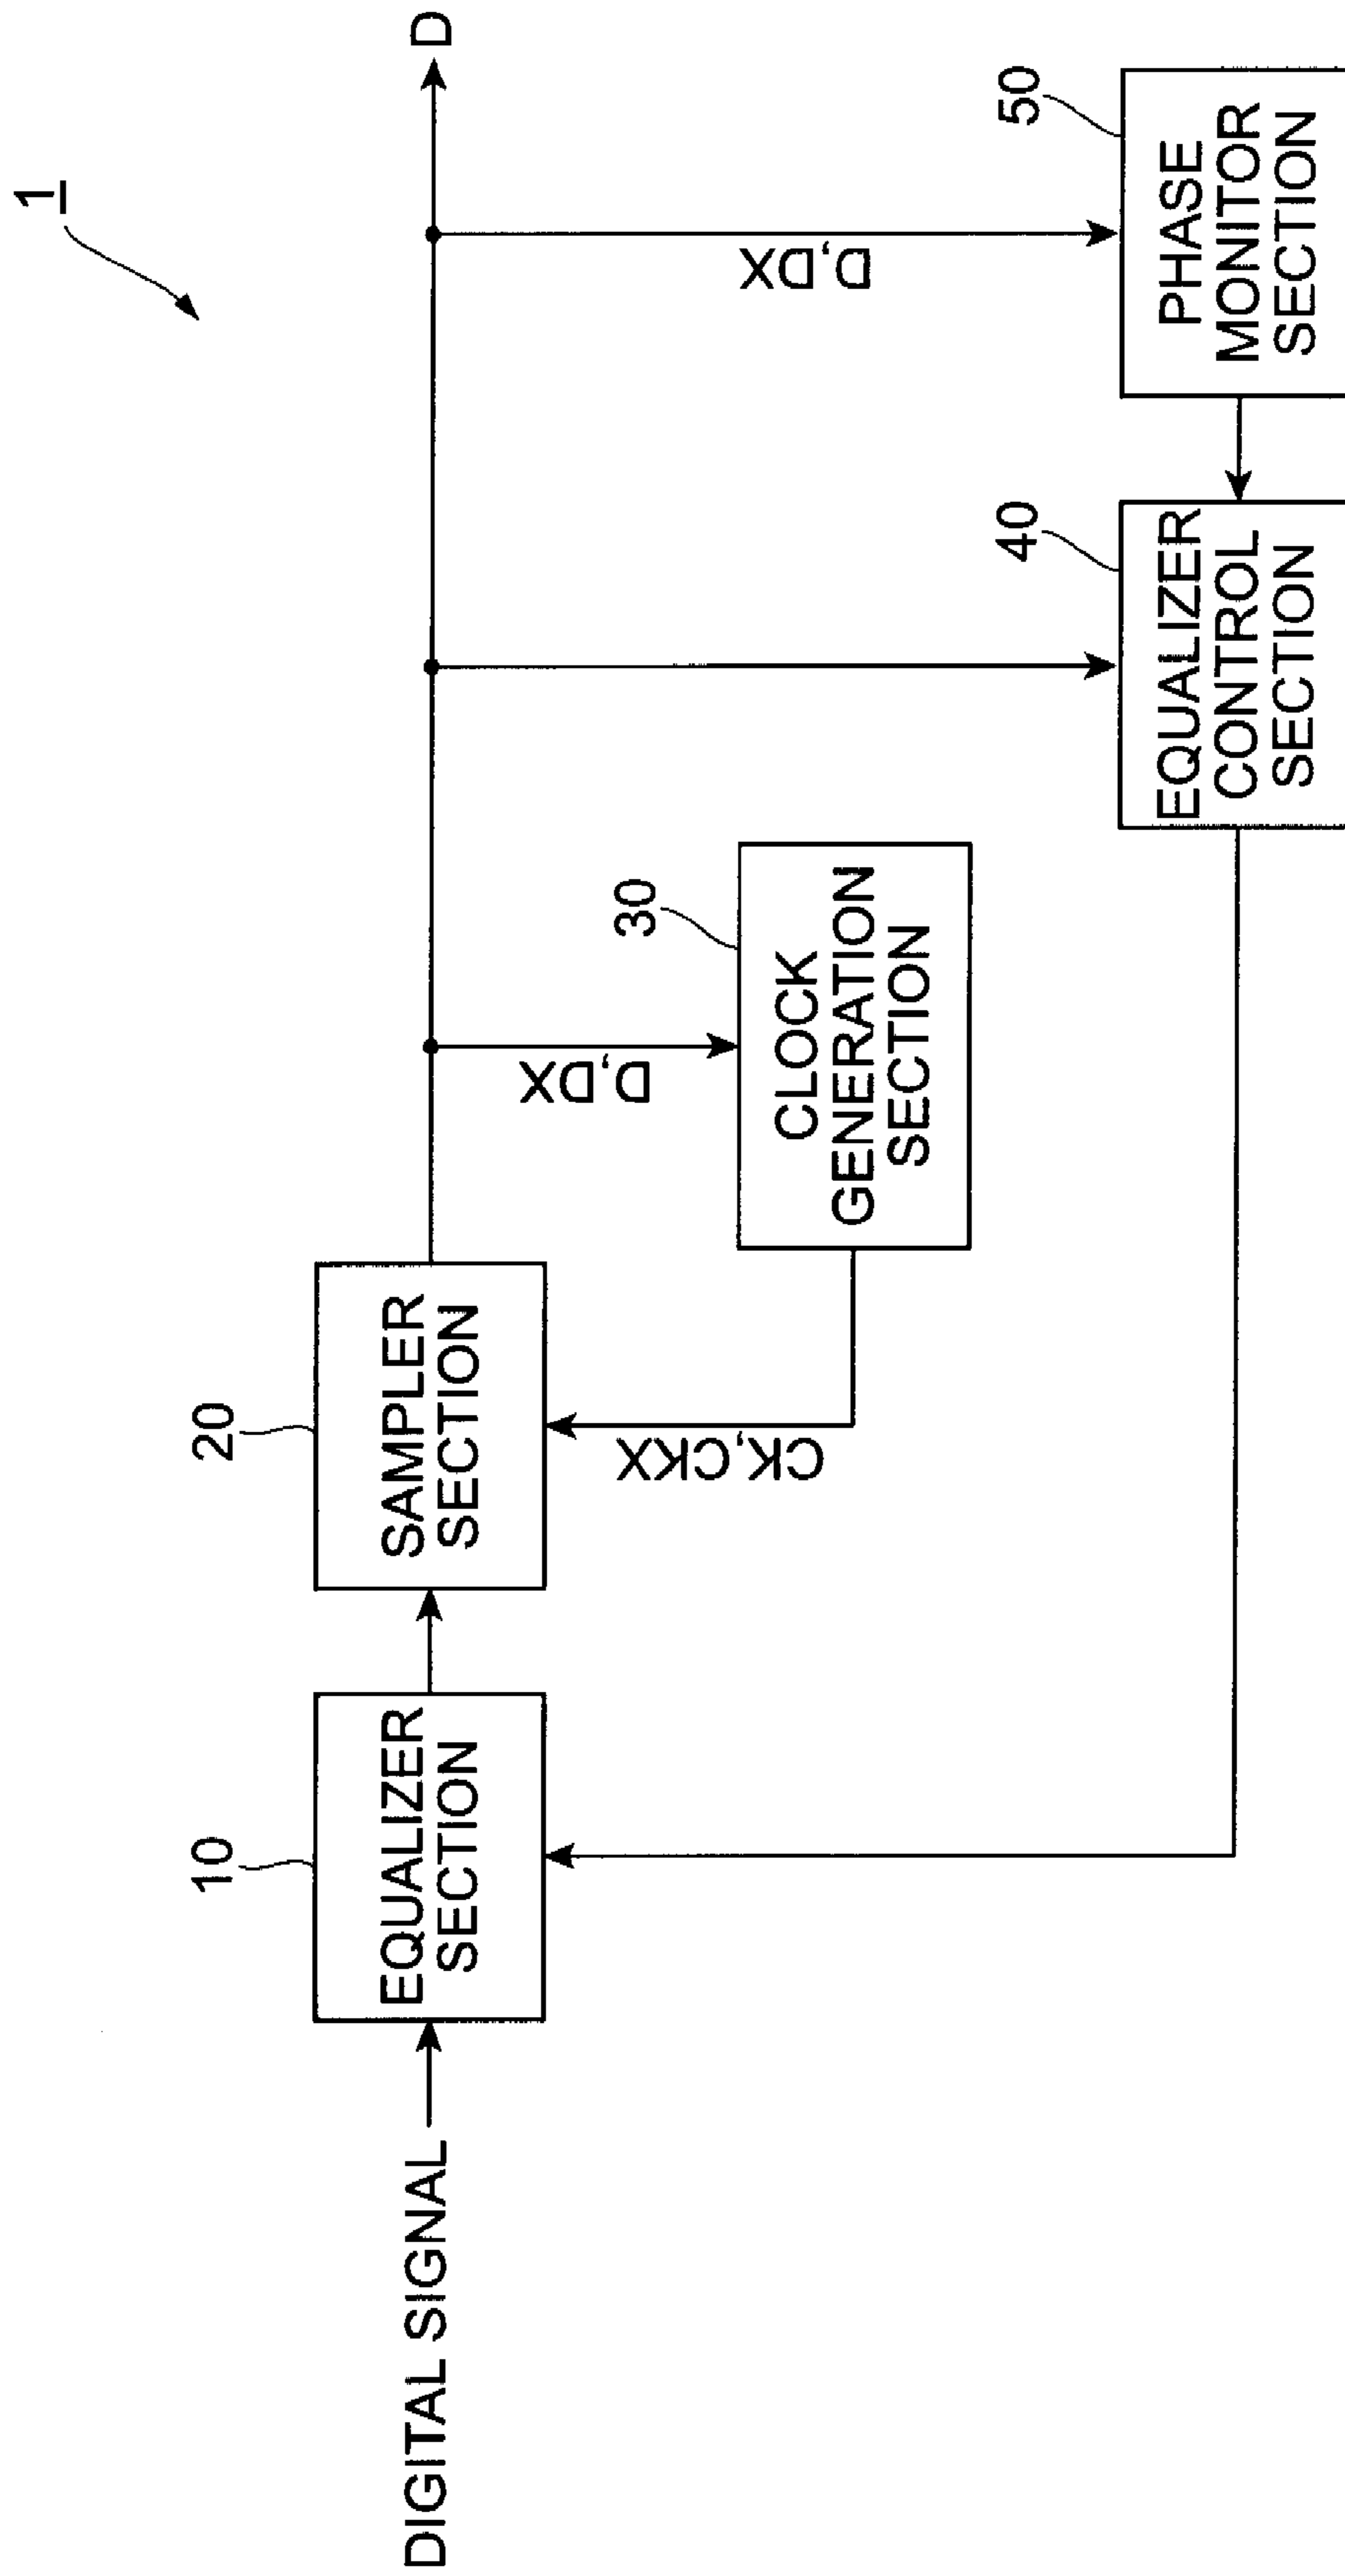 1
10
EQUALIZER
SECTION
20
SAMPLER
SECTION
DIGITAL SIGNAL
D
D,DX
D,DX
CK,CKX
30
CLOCK
GENERATION
SECTION
40
EQUALIZER
CONTROL
SECTION
50
PHASE
MONITOR
SECTION